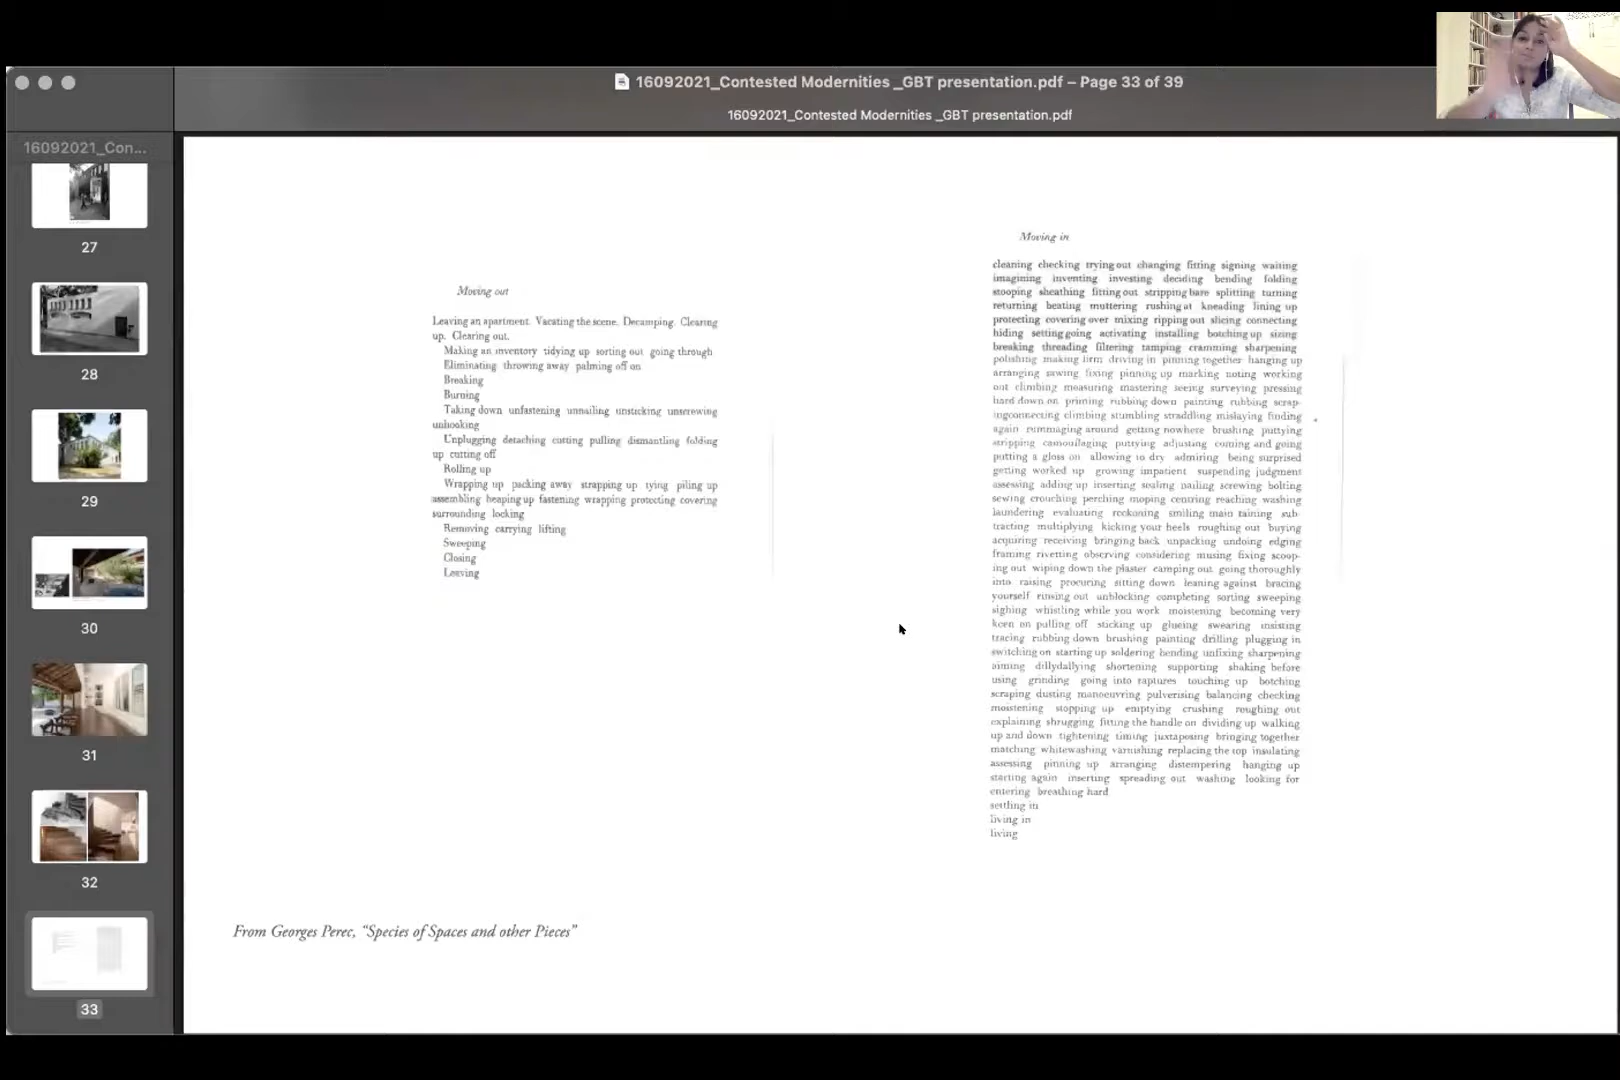 16092021_Contested Modernities _GBT presentation.pdf – Page 33 of 39
16092021_Contested Modernities _GBT presentation.pdf
16092021_Con...
27
28
29
30
31
32
33
Moving out
Leaving an apartment. Vacating the scene. Decamping. Clearing
up. Clearing out.
Making an inventory tidying up sorting out going through
Eliminating throwing away palming off on
Breaking
Burning
Taking down unfastening unnailing unsticking unscrewing
unhooking
Unplugging detaching cutting pulling dismantling folding
up cutting off
Rolling up
Wrapping up packing away strapping up tying piling up
assembling heaping up fastening wrapping protecting covering
surrounding locking
Removing carrying lifting
Sweeping
Closing
Leaving
Moving in
cleaning checking trying out changing fitting signing waiting
imagining inventing investing deciding bending folding
stooping sheathing fitting out stripping bare splitting turning
returning beating muttering rushing at kneading lining up
protecting covering over mixing ripping out slicing connecting
hiding setting going activating installing botching up sizing
breaking threading filtering tamping cramming sharpening
polishing making firm driving in pinning together hanging up
arranging sawing fixing pinning up marking noting working
out climbing measuring mastering seeing surveying pressing
hard down on priming rubbing down painting rubbing scrap-
ingconnecting climbing stumbling straddling mislaying finding
again rummaging around getting nowhere brushing puttying
stripping camouflaging puttying adjusting coming and going
putting a gloss on allowing to dry admiring being surprised
getting worked up growing impatient suspending judgment
assessing adding up inserting sealing nailing screwing bolting
sewing crouching perching moping centring reaching washing
laundering evaluating reckoning smiling main taining sub-
tracting multiplying kicking your heels roughing out buying
acquiring receiving bringing back unpacking undoing edging
framing rivetting observing considering musing fixing scoop-
ing out wiping down the plaster camping out going thoroughly
into raising procuring sitting down leaning against bracing
yourself rinsing out unblocking completing sorting sweeping
sighing whistling while you work moistening becoming very
keen on pulling off sticking up glueing swearing insisting
tracing rubbing down brushing painting drilling plugging in
switching on starting up soldering bending unfixing sharpening
aiming dillydallying shortening supporting shaking before
using grinding going into raptures touching up botching
scraping dusting manoeuvring pulverising balancing checking
moistening stopping up emptying crushing roughing out
explaining shrugging fitting the handle on dividing up walking
up and down tightening timing juxtaposing bringing together
matching whitewashing varnishing replacing the top insulating
assessing pinning up arranging distempering hanging up
starting again inserting spreading out washing looking for
entering breathing hard
settling in
living in
living
From Georges Perec, “Species of Spaces and other Pieces”